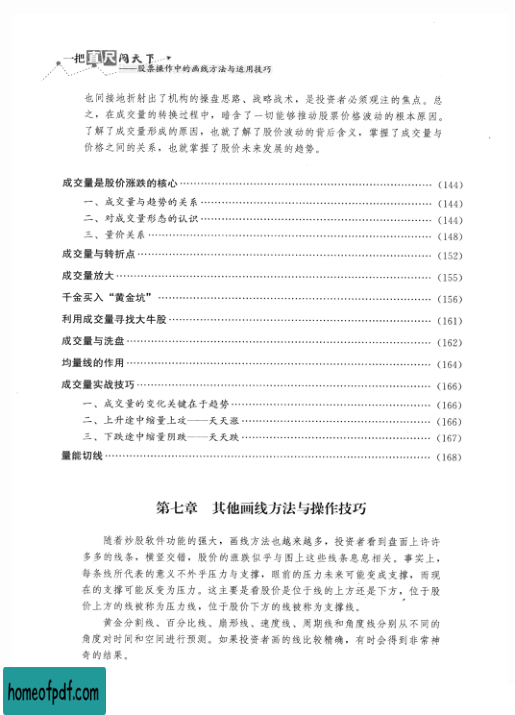 一把直尺闯天下
——股票操作中的画线方法与运用技巧
也间接地折射出了机构的操盘思路、战略战术，是投资者必须观注的焦点。总
之，在成交量的转换过程中，暗含了一切能够推动股票价格波动的根本原因。
了解了成交量形成的原因，也就了解了股价波动的背后含义，掌握了成交量与
价格之间的关系，也就掌握了股价未来发展的趋势。
成交量是股价涨跌的核心……（144）
一、成交量与趋势的关系……（144）
二、对成交量形态的认识……（144）
三、量价关系……（148）
成交量与转折点……（152）
成交量放大……（155）
千金买入“黄金坑”……（156）
利用成交量寻找大牛股……（161）
成交量与洗盘……（162）
均量线的作用……（164）
成交量实战技巧……（166）
一、成交量的变化关键在于趋势……（166）
二、上升途中缩量上攻——天天涨……（166）
三、下跌途中缩量阴跌——天天跌……（167）
量能切线……（168）
第七章 其他画线方法与操作技巧
随着炒股软件功能的强大，画线方法也越来越多，投资者看到盘面上许许
多多的线条，横竖交错，股价的涨跌似乎与图上这些线条息息相关。事实上，
每条线所代表的意义不外乎压力与支撑，眼前的压力未来可能变成支撑，而现
在的支撑可能反变为压力。这主要是看股价是位于线的上方还是下方，位于股
价上方的线被称为压力线，位于股价下方的线被称为支撑线。
黄金分割线、百分比线、扇形线、速度线、周期线和角度线分别从不同的
角度对时间和空间进行预测。如果投资者画的线比较精确，有时会得到非常神
奇的结果。
homeofpdf.com